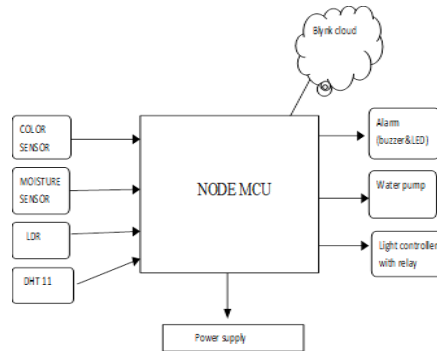 Blynk cloud
COLOR
SENSOR
MOISTURE
SENSOR
LDR
DHT 11
NODE MCU
Alarm
(buzzer&LED)
Water pump
Light controller
with relay
Power supply